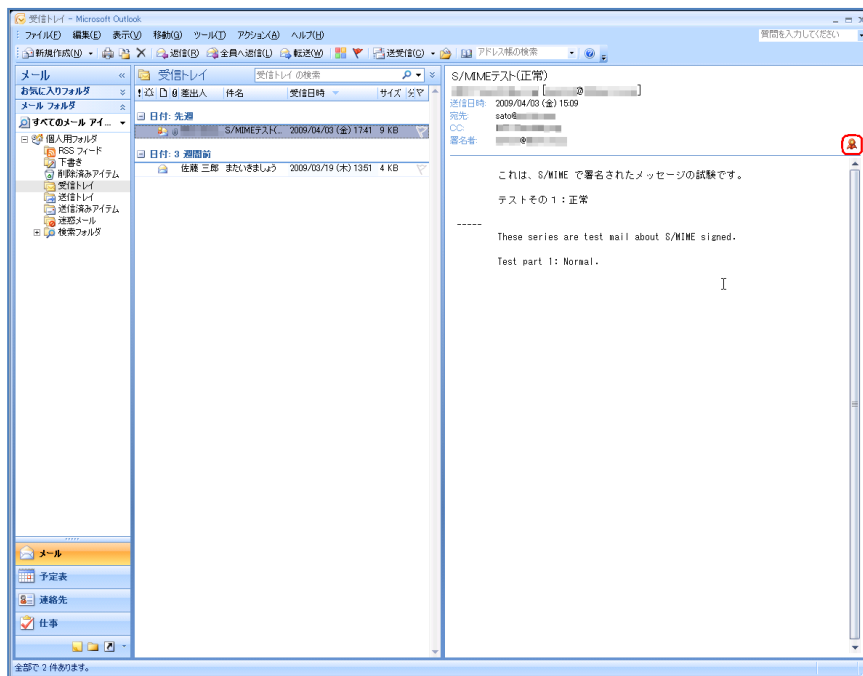 受信トレイ - Microsoft Outlook
ファイル(F) 編集(E) 表示(V) 移動(G) ツール(T) アクション(A) ヘルプ(H)
質問を入力してください
新規作成(N) 返信(R) 全員へ返信(L) 転送(W) 送受信(C) アドレス帳の検索
メール
お気に入りフォルダ
メール フォルダ
すべてのメール アイ...
個人用フォルダ
RSS フィード
下書き
削除済みアイテム
受信トレイ
送信トレイ
送信済みアイテム
迷惑メール
検索フォルダ
メール
予定表
連絡先
仕事
受信トレイ
受信トレイ の検索
差出人 件名 受信日時 サイズ 分
日付: 先週
S/MIMEテスト(... 2009/04/03 (金) 17:41 9 KB
日付: 3 週間前
佐藤 三郎 またいきましょう 2009/03/19 (木) 13:51 4 KB
S/MIMEテスト(正常)
送信日時: 2009/04/03 (金) 15:09
宛先: sato@
CC:
署名者: @
これは、S/MIME で署名されたメッセージの試験です。
テストその1:正常
-----
These series are test mail about S/MIME signed.
Test part 1: Normal.
全部で 2 件あります。